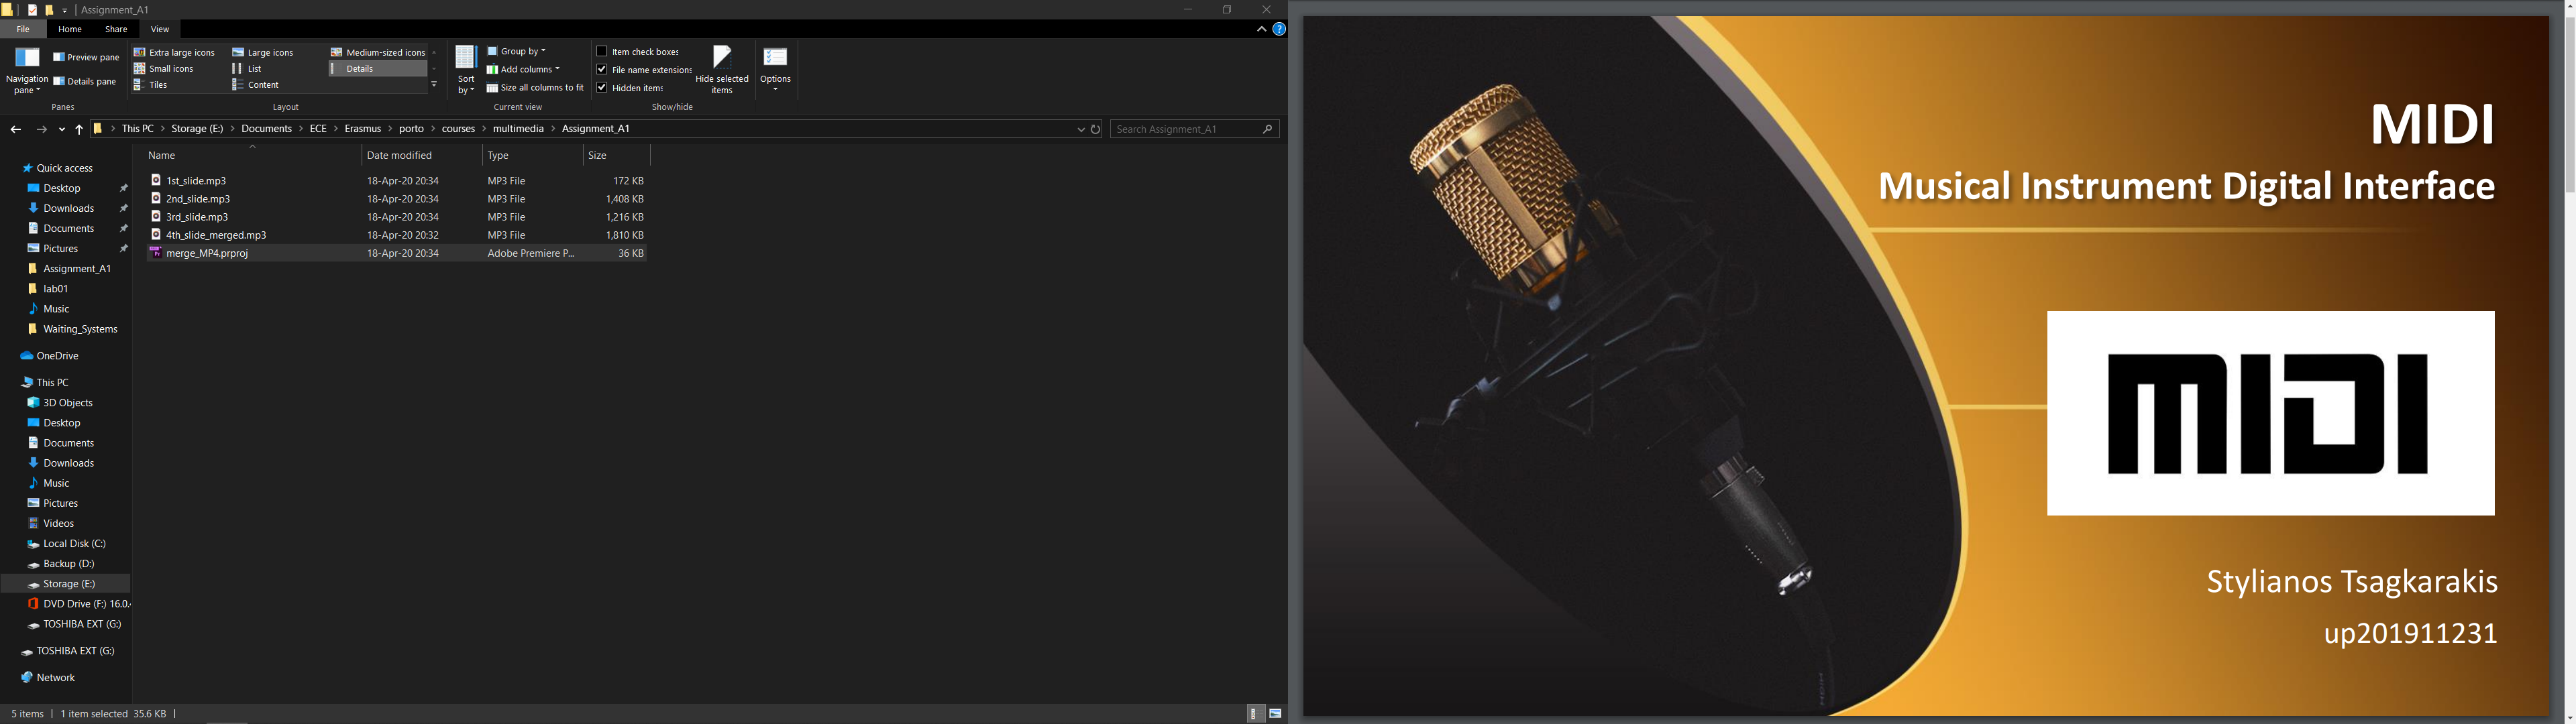 Assignment_A1
File Home Share View
Navigation pane
Preview pane
Details pane
Panes
Extra large icons Large icons Medium-sized icons
Small icons List Details
Tiles Content
Layout
Sort by
Group by
Add columns
Size all columns to fit
Current view
Item check boxes
File name extensions
Hidden items
Hide selected items
Show/hide
Options
This PC Storage (E:) Documents ECE Erasmus porto courses multimedia Assignment_A1
Search Assignment_A1
Name Date modified Type Size
1st_slide.mp3 18-Apr-20 20:34 MP3 File 172 KB
2nd_slide.mp3 18-Apr-20 20:34 MP3 File 1,408 KB
3rd_slide.mp3 18-Apr-20 20:34 MP3 File 1,216 KB
4th_slide_merged.mp3 18-Apr-20 20:32 MP3 File 1,810 KB
merge_MP4.prproj 18-Apr-20 20:34 Adobe Premiere P... 36 KB
Quick access
Desktop
Downloads
Documents
Pictures
Assignment_A1
lab01
Music
Waiting_Systems
OneDrive
This PC
3D Objects
Desktop
Documents
Downloads
Music
Pictures
Videos
Local Disk (C:)
Backup (D:)
Storage (E:)
DVD Drive (F:) 16.0.
TOSHIBA EXT (G:)
TOSHIBA EXT (G:)
Network
5 items 1 item selected 35.6 KB
MIDI
Musical Instrument Digital Interface
MIDI
Stylianos Tsagkarakis
up201911231